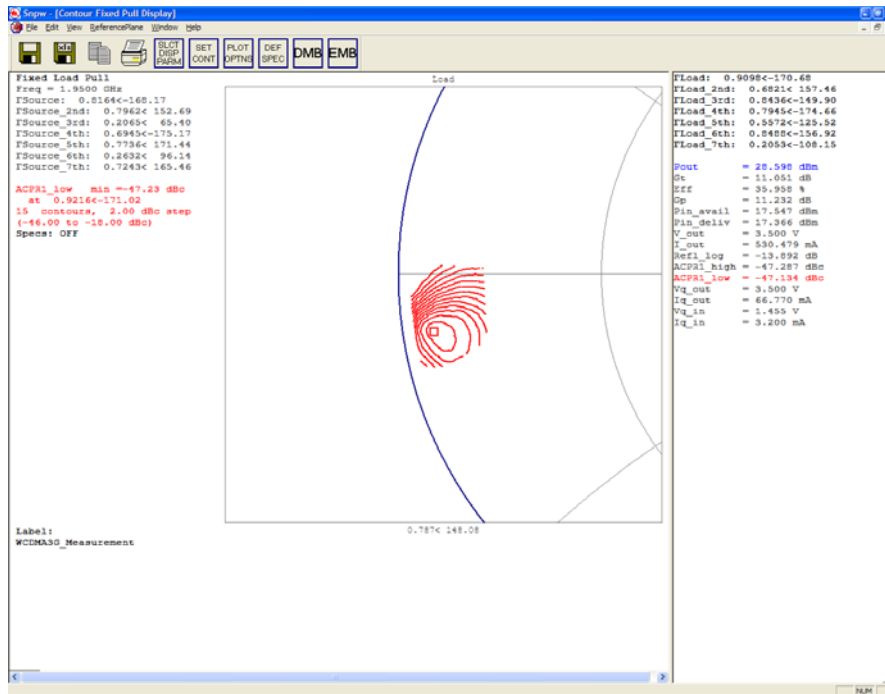 Snpw - [Contour Fixed Pull Display]
File Edit View ReferencePlane Window Help
SLCT DISP PARM
SET CONT
PLOT OPTNS
DEF SPEC
DMB
EMB
Fixed Load Pull
Freq = 1.9500 GHz
ΓSource: 0.8164<-168.17
ΓSource_2nd: 0.7962< 152.69
ΓSource_3rd: 0.2065< 65.40
ΓSource_4th: 0.6945<-175.17
ΓSource_5th: 0.7736< 171.44
ΓSource_6th: 0.2632< 96.14
ΓSource_7th: 0.7243< 165.46
ACPR1_low min =-47.23 dBc
at 0.9216<-171.02
15 contours, 2.00 dBc step
(-46.00 to -18.00 dBc)
Specs: OFF
Label:
WCDMA3G_Measurement
Load
0.787< 148.08
ΓLoad: 0.9098<-170.68
ΓLoad_2nd: 0.6821< 157.46
ΓLoad_3rd: 0.8436<-149.90
ΓLoad_4th: 0.7945<-174.66
ΓLoad_5th: 0.5572<-125.52
ΓLoad_6th: 0.8488<-156.92
ΓLoad_7th: 0.2053<-108.15
Pout = 28.598 dBm
Gt = 11.051 dB
Eff = 35.958 %
Gp = 11.232 dB
Pin_avail = 17.547 dBm
Pin_deliv = 17.366 dBm
V_out = 3.500 V
I_out = 530.479 mA
Refl_log = -13.892 dB
ACPR1_high = -47.287 dBc
ACPR1_low = -47.134 dBc
Vq_out = 3.500 V
Iq_out = 66.770 mA
Vq_in = 1.455 V
Iq_in = 3.200 mA
NUM